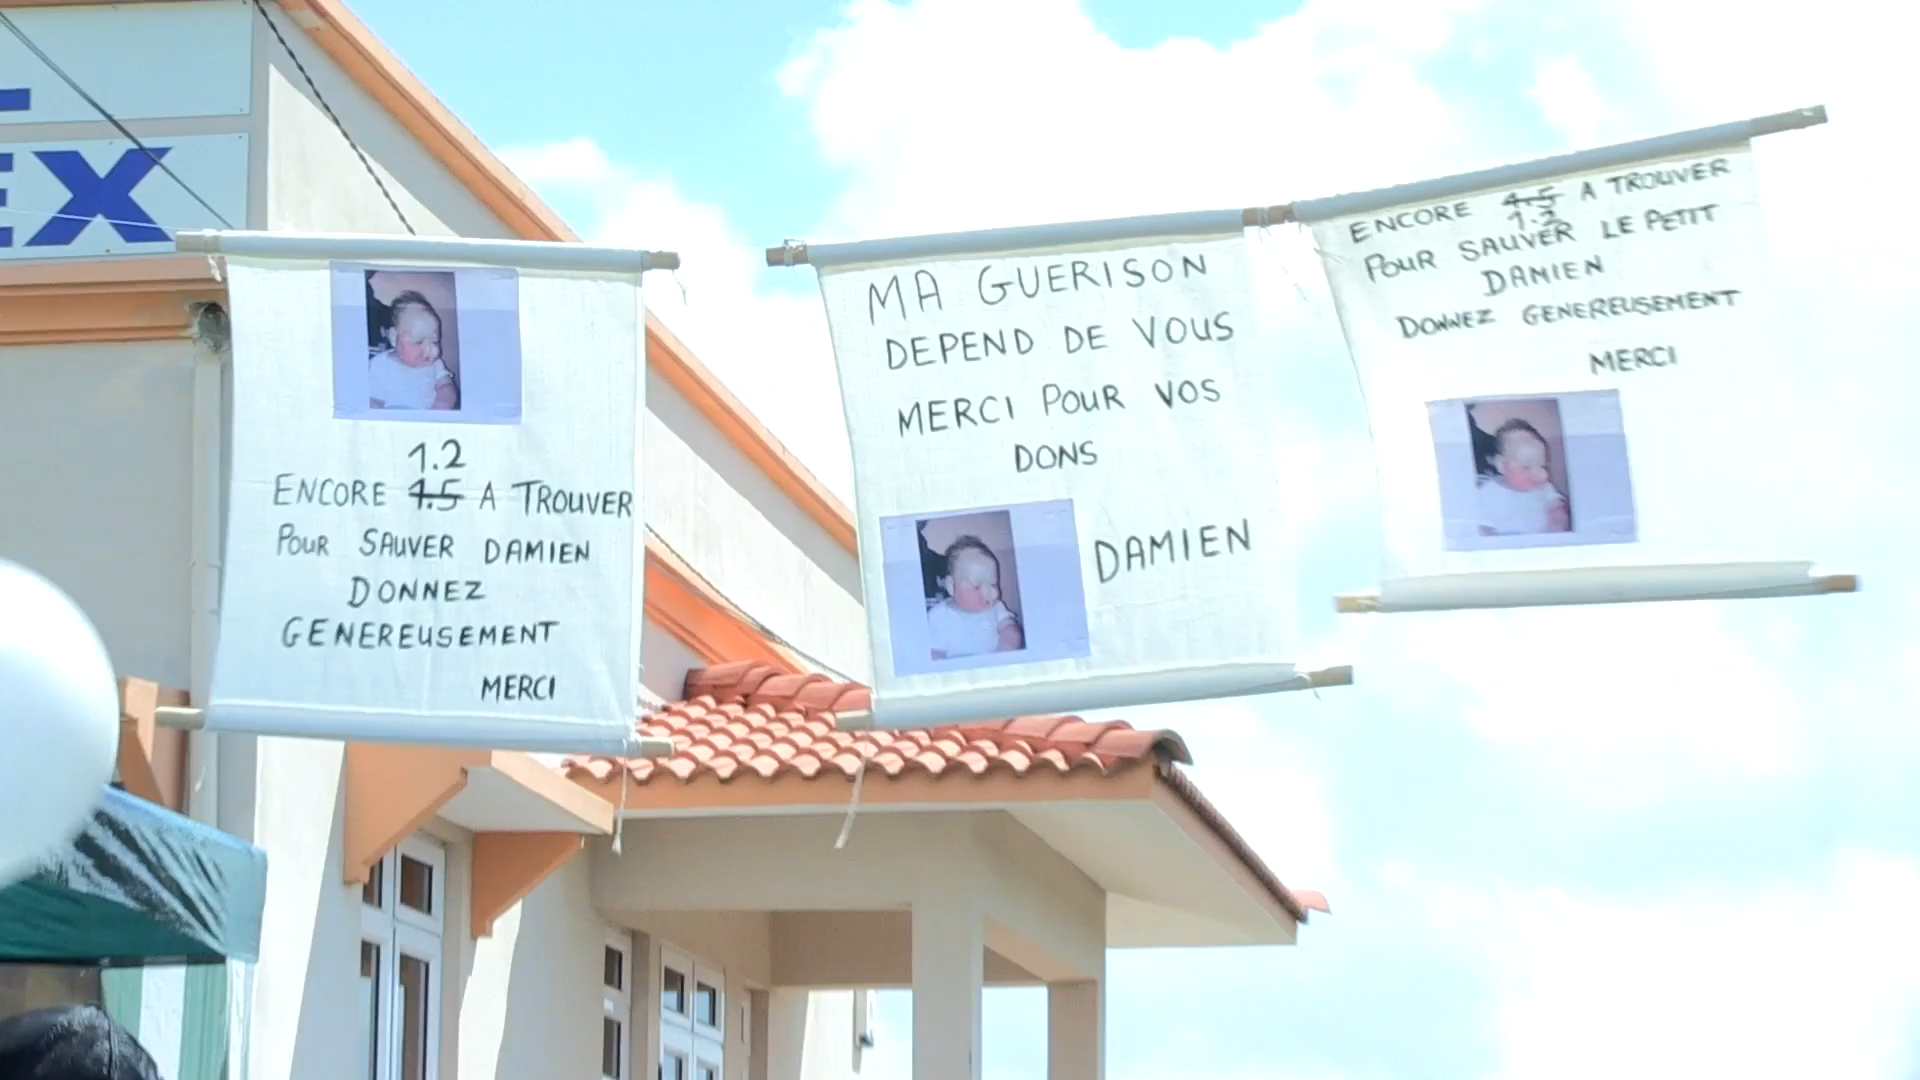 EX
1.2
ENCORE 1.5 A TROUVER
POUR SAUVER DAMIEN
DONNEZ
GENEREUSEMENT
MERCI
MA GUERISON
DEPEND DE VOUS
MERCI POUR VOS
DONS
DAMIEN
ENCORE 1.5 A TROUVER
1.2
POUR SAUVER LE PETIT
DAMIEN
DONNEZ GENEREUSEMENT
MERCI